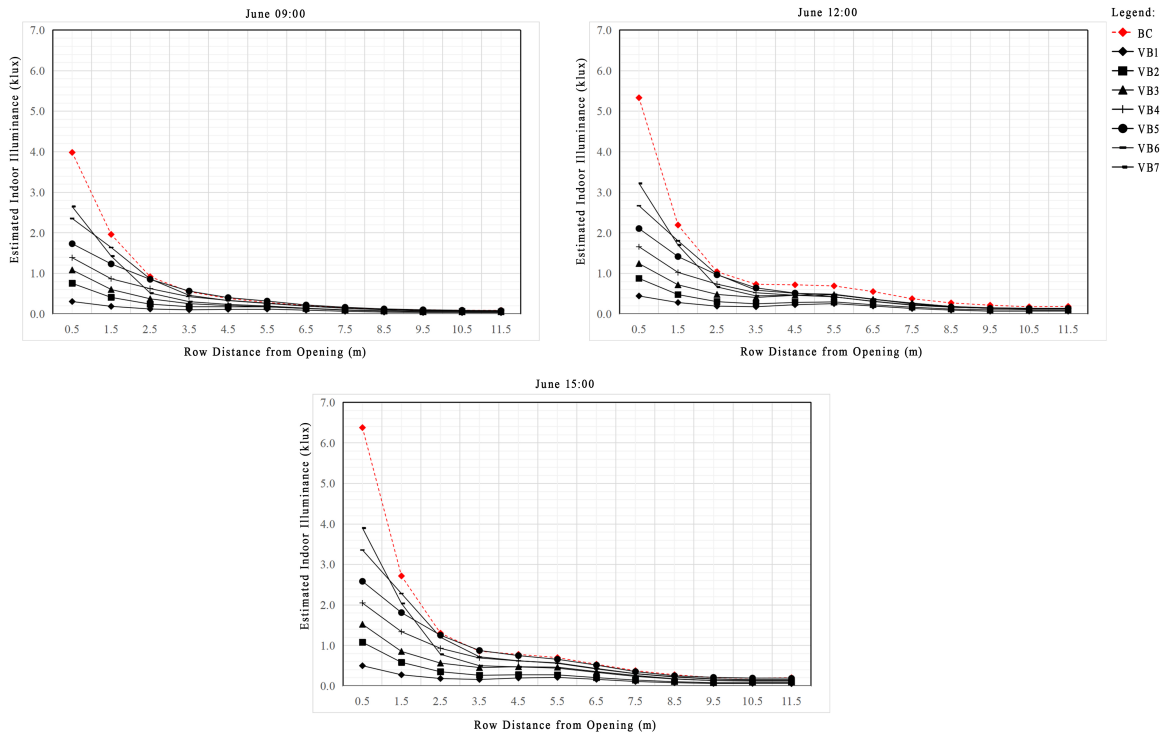 June 09:00
Estimated Indoor Illuminance (klux)
7.0
6.0
5.0
4.0
3.0
2.0
1.0
0.0
0.5 1.5 2.5 3.5 4.5 5.5 6.5 7.5 8.5 9.5 10.5 11.5
Row Distance from Opening (m)
June 12:00
Estimated Indoor Illuminance (klux)
7.0
6.0
5.0
4.0
3.0
2.0
1.0
0.0
0.5 1.5 2.5 3.5 4.5 5.5 6.5 7.5 8.5 9.5 10.5 11.5
Row Distance from Opening (m)
Legend:
BC
VB1
VB2
VB3
VB4
VB5
VB6
VB7
June 15:00
Estimated Indoor Illuminance (klux)
7.0
6.0
5.0
4.0
3.0
2.0
1.0
0.0
0.5 1.5 2.5 3.5 4.5 5.5 6.5 7.5 8.5 9.5 10.5 11.5
Row Distance from Opening (m)